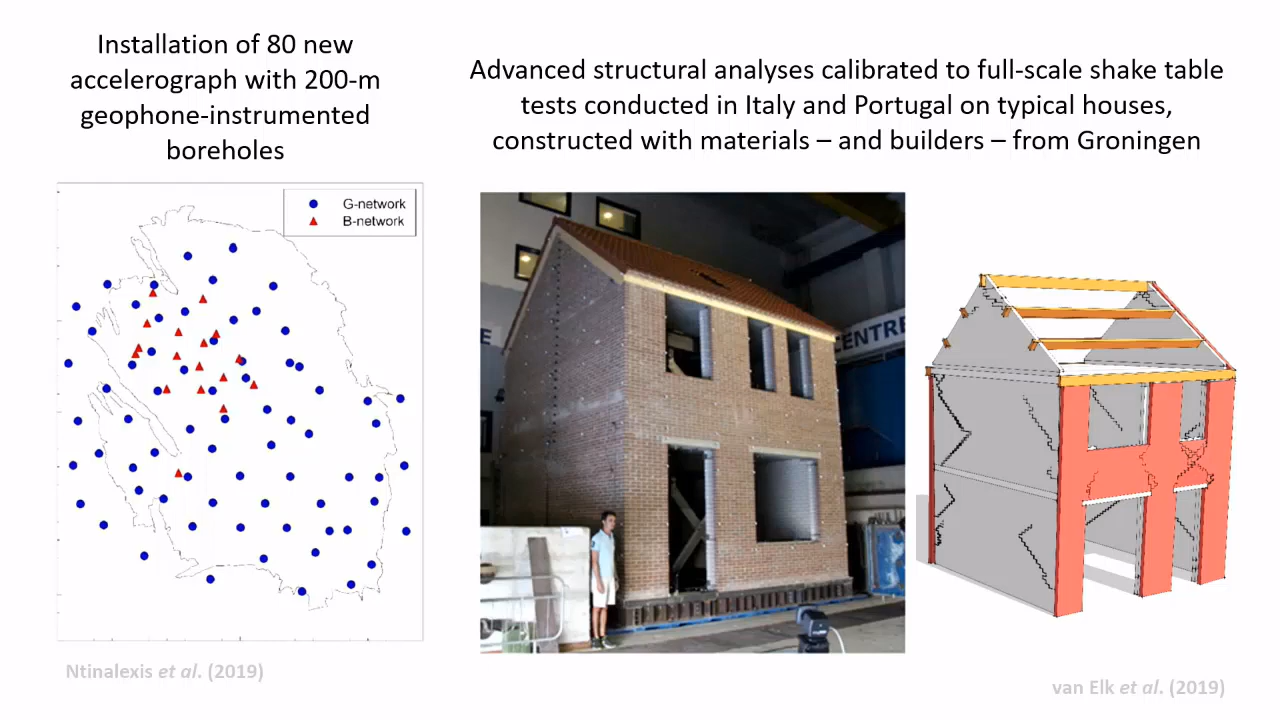 Installation of 80 new
accelerograph with 200-m
geophone-instrumented
boreholes
Advanced structural analyses calibrated to full-scale shake table
tests conducted in Italy and Portugal on typical houses,
constructed with materials – and builders – from Groningen
G-network
B-network
E
CENTRE
Ntinalexis et al. (2019)
van Elk et al. (2019)